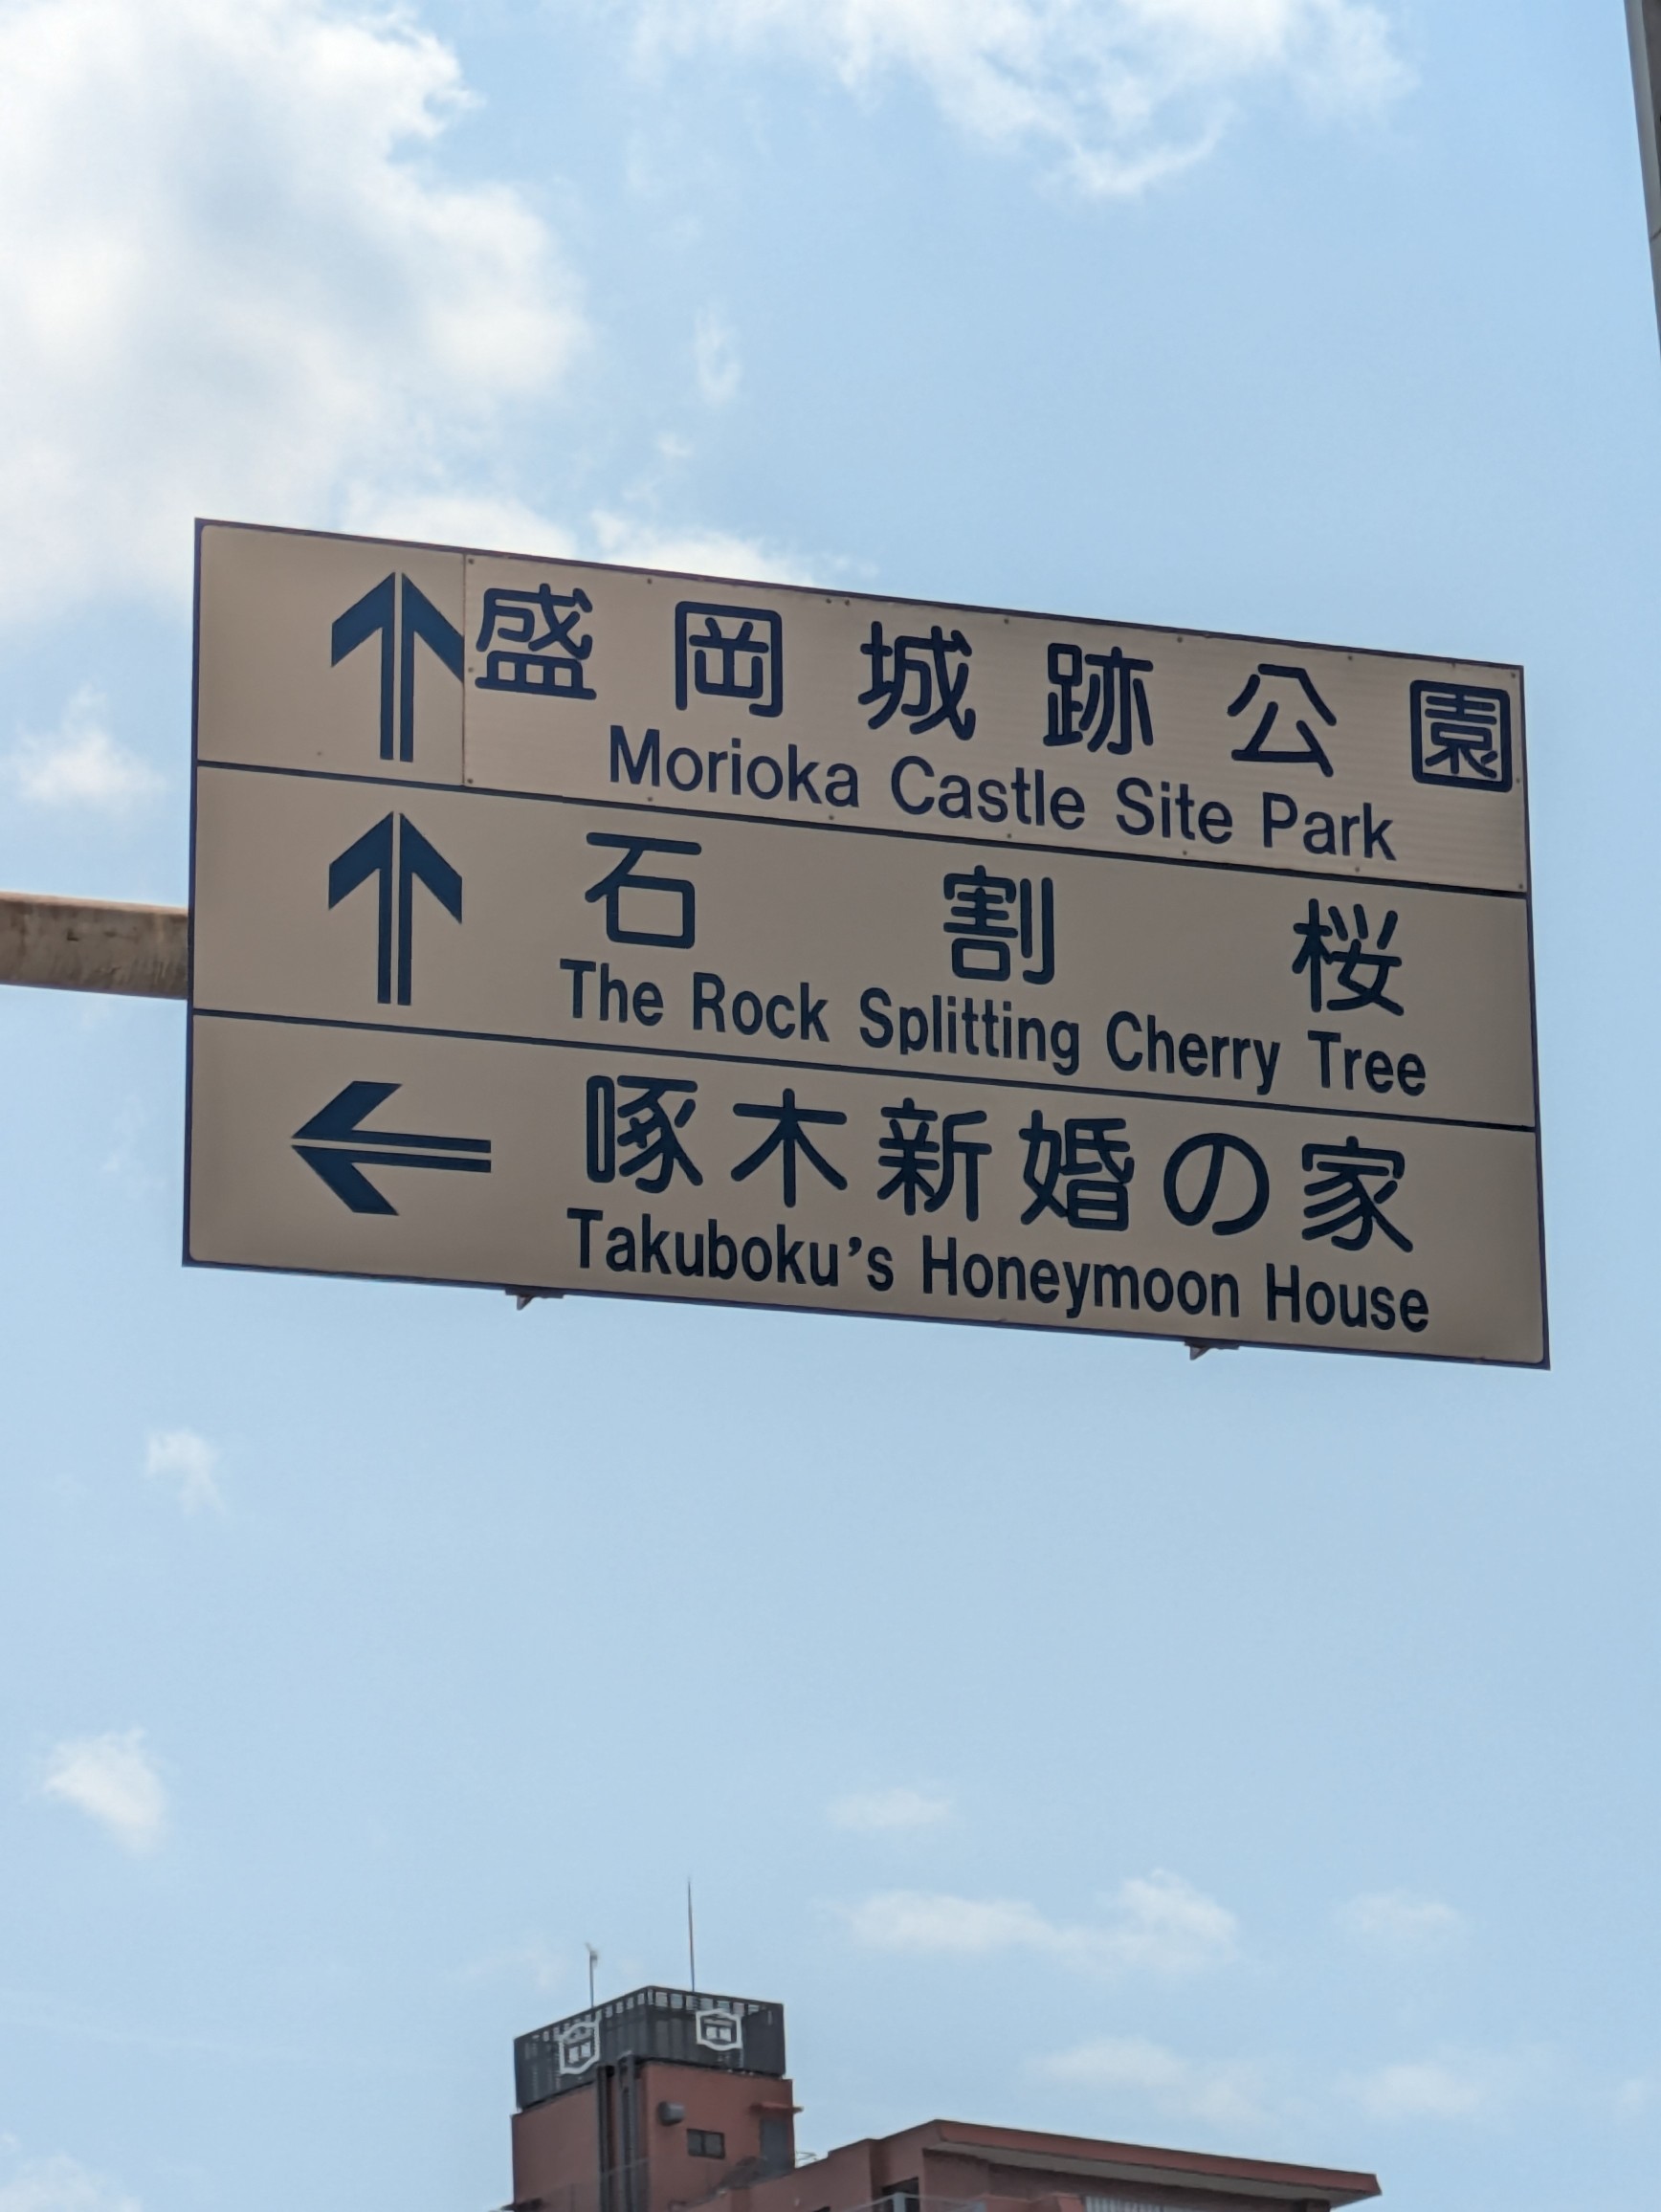 盛岡城跡公園
Morioka Castle Site Park
石割桜
The Rock Splitting Cherry Tree
啄木新婚の家
Takuboku's Honeymoon House